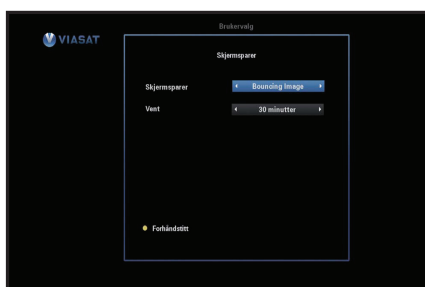 Brukervalg
VIASAT
Skjermsparer
Skjermsparer Bouncing Image
Vent 30 minutter
Forhåndstitt